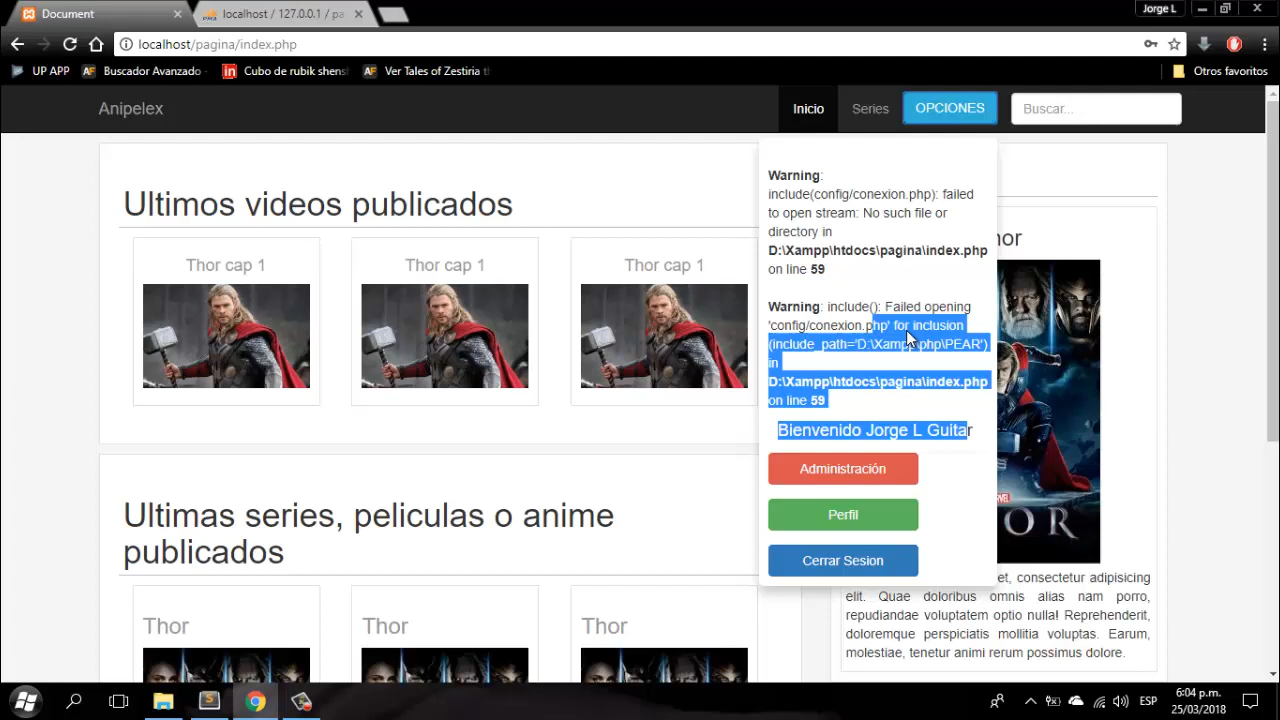 Document
localhost / 127.0.0.1 / pa
Jorge L
localhost/pagina/index.php
UP APP
Buscador Avanzado
Cubo de rubik shens
Ver Tales of Zestiria
Otros favoritos
Anipelex
Inicio
Series
OPCIONES
Buscar...
Ultimos videos publicados
Thor cap 1
Thor cap 1
Thor cap 1
Warning:
include(config/conexion.php): failed
to open stream: No such file or
directory in
D:\Xampp\htdocs\pagina\index.php
on line 59
Warning: include(): Failed opening
'config/conexion.php' for inclusion
(include_path='D:\Xampp\php\PEAR')
in
D:\Xampp\htdocs\pagina\index.php
on line 59
Bienvenido Jorge L Guitar
Administración
Perfil
Cerrar Sesion
or
MARVEL
OR
et, consectetur adipisicing
elit. Quae doloribus omnis alias nam porro,
repudiandae voluptatem optio nulla! Reprehenderit,
doloremque perspiciatis mollitia voluptas. Earum,
molestiae, tenetur animi rerum possimus dolore.
Ultimas series, peliculas o anime
publicados
Thor
Thor
Thor
ESP
6:04 p.m.
25/03/2018